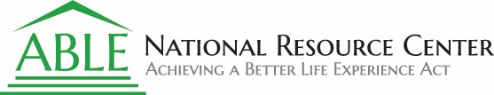 ABLE
NATIONAL RESOURCE CENTER
ACHIEVING A BETTER LIFE EXPERIENCE ACT